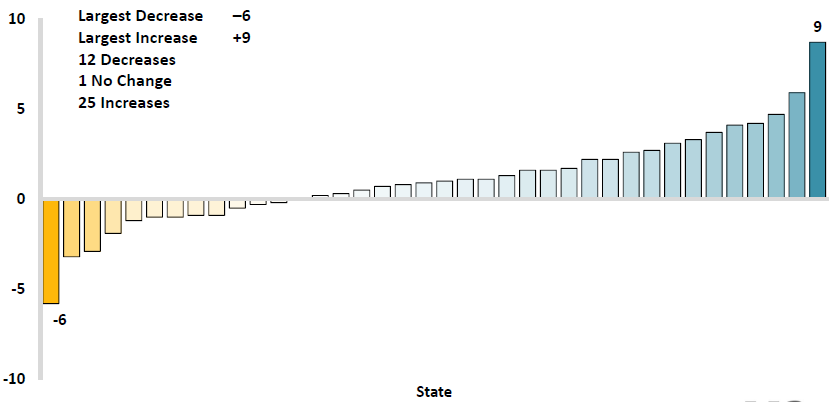 10
Largest Decrease –6
Largest Increase +9
12 Decreases
1 No Change
25 Increases
9
5
0
-5
-6
-10
State